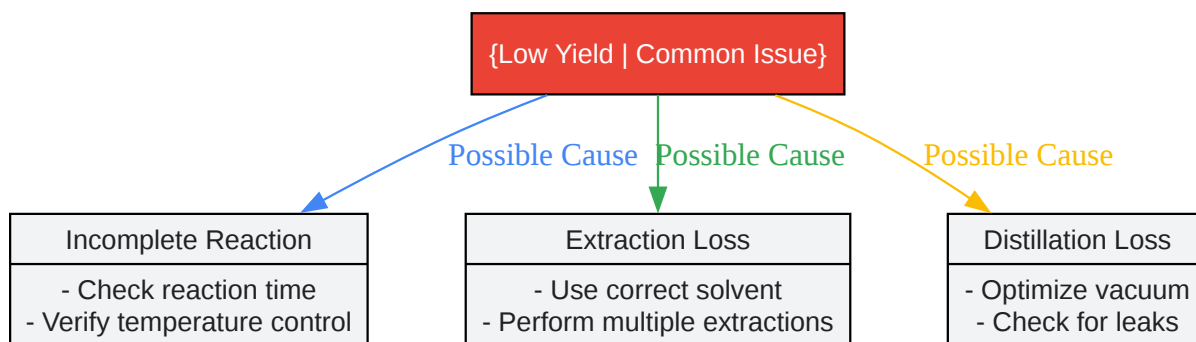 {Low Yield | Common Issue}
Possible Cause
Possible Cause
Possible Cause
Incomplete Reaction
- Check reaction time
- Verify temperature control
Extraction Loss
- Use correct solvent
- Perform multiple extractions
Distillation Loss
- Optimize vacuum
- Check for leaks